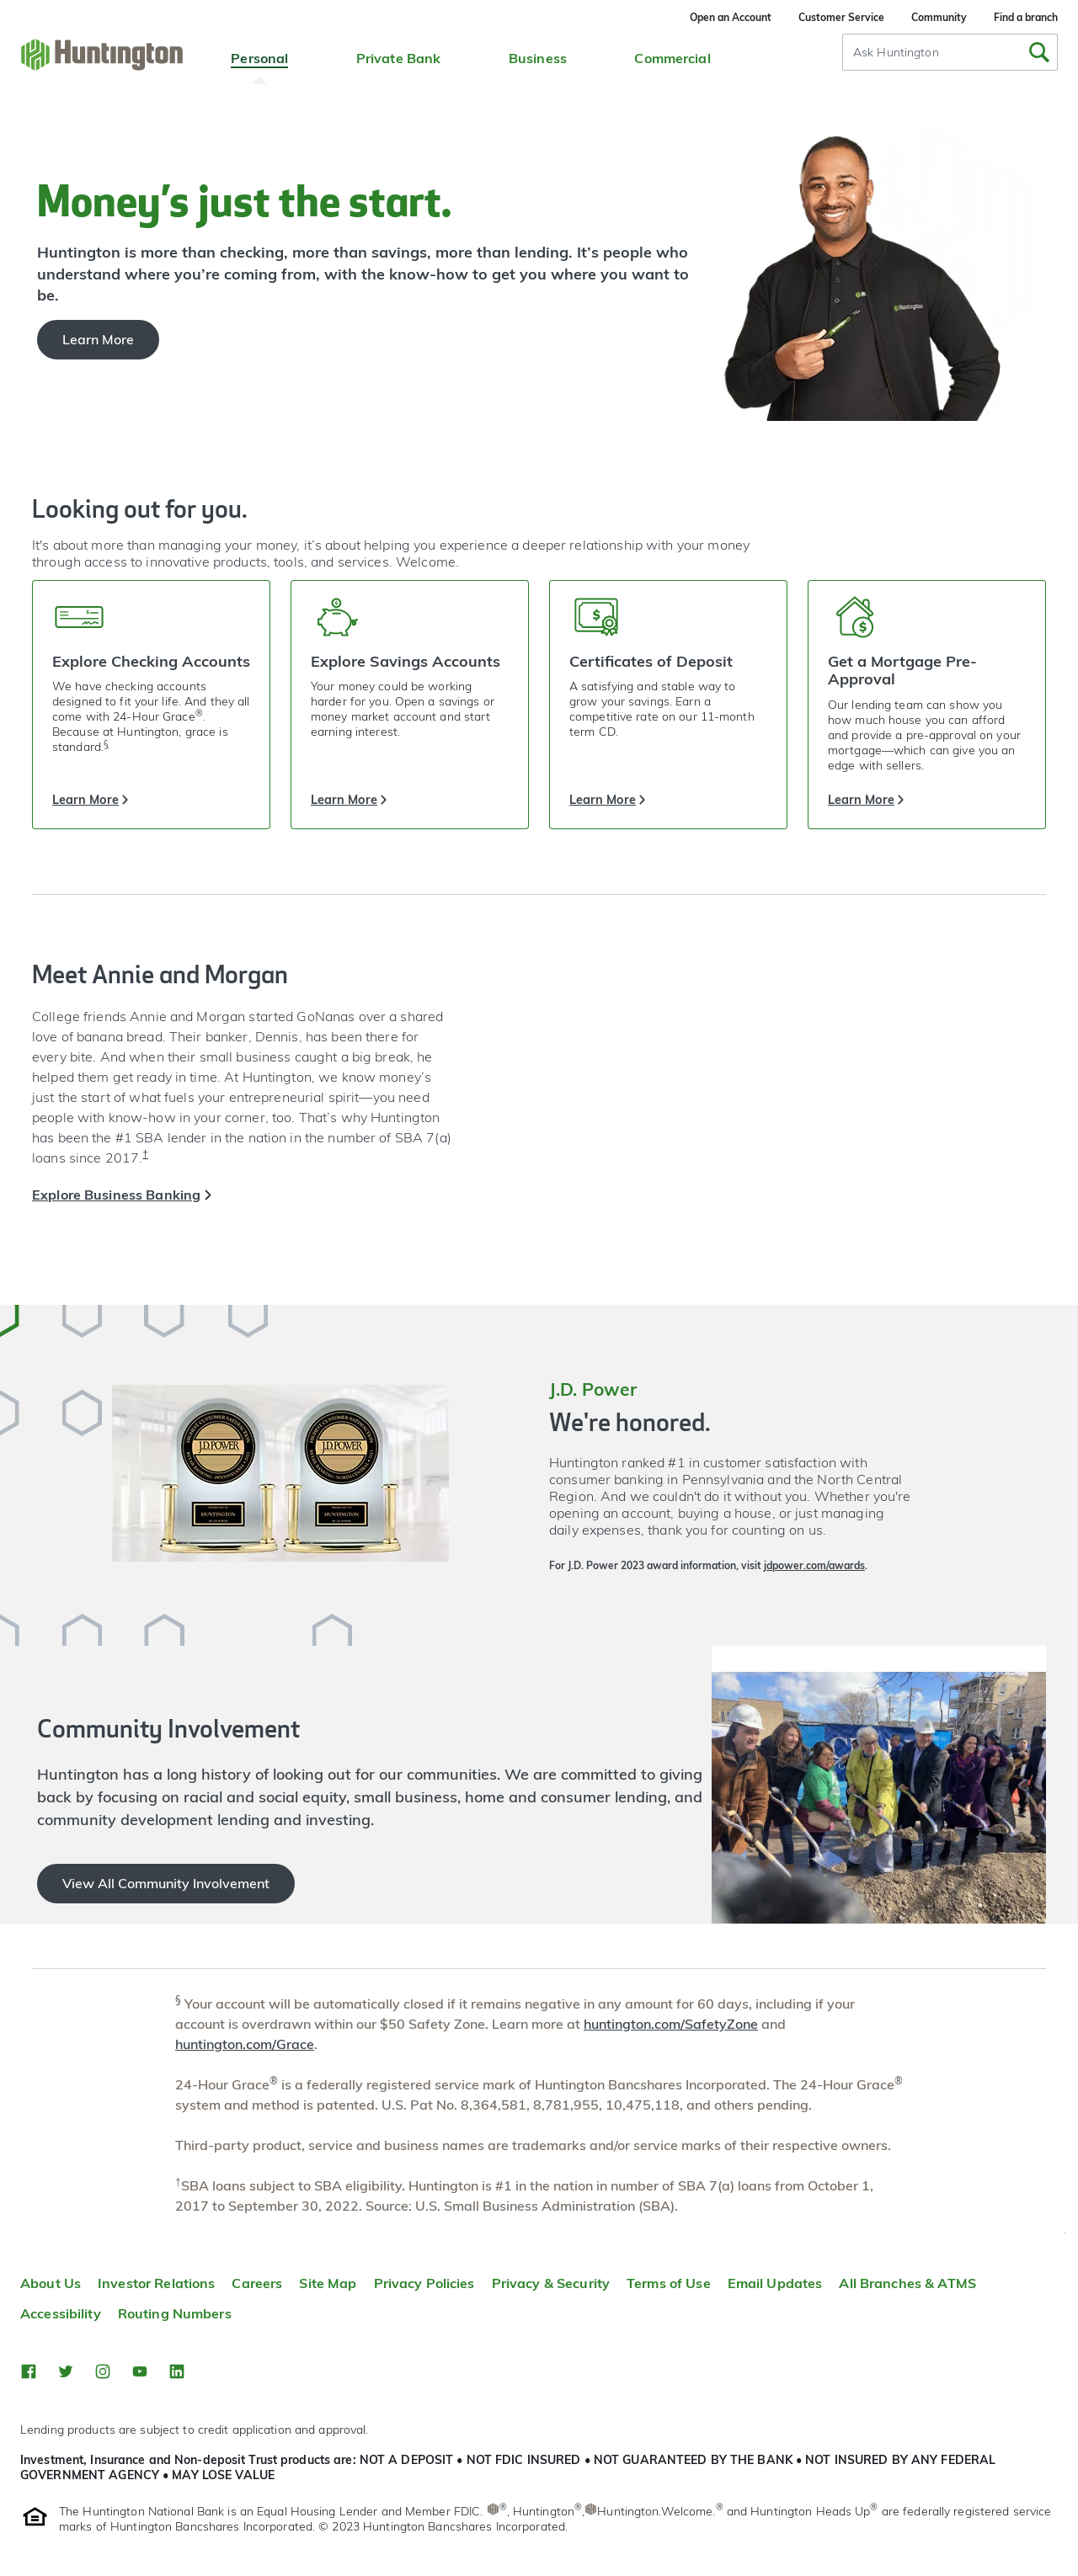 Open an Account Customer Service Community Find a branch
Huntington
Personal Private Bank Business Commercial
Ask Huntington
Money's just the start.
Huntington is more than checking, more than savings, more than lending. It's people who
understand where you're coming from, with the know-how to get you where you want to
be.
Learn More
Huntington
Looking out for you.
It's about more than managing your money, it's about helping you experience a deeper relationship with your money
through access to innovative products, tools, and services. Welcome.
Explore Checking Accounts
We have checking accounts
designed to fit your life. And they all
come with 24-Hour Grace®.
Because at Huntington, grace is
standard.§
Learn More
Explore Savings Accounts
Your money could be working
harder for you. Open a savings or
money market account and start
earning interest.
Learn More
Certificates of Deposit
A satisfying and stable way to
grow your savings. Earn a
competitive rate on our 11-month
term CD.
Learn More
Get a Mortgage Pre-
Approval
Our lending team can show you
how much house you can afford
and provide a pre-approval on your
mortgage—which can give you an
edge with sellers.
Learn More
Meet Annie and Morgan
College friends Annie and Morgan started GoNanas over a shared
love of banana bread. Their banker, Dennis, has been there for
every bite. And when their small business caught a big break, he
helped them get ready in time. At Huntington, we know money's
just the start of what fuels your entrepreneurial spirit—you need
people with know-how in your corner, too. That's why Huntington
has been the #1 SBA lender in the nation in the number of SBA 7(a)
loans since 2017.‡
Explore Business Banking
J.D. POWER
HUNTINGTON
J.D. POWER
HUNTINGTON
J.D. Power
We're honored.
Huntington ranked #1 in customer satisfaction with
consumer banking in Pennsylvania and the North Central
Region. And we couldn't do it without you. Whether you're
opening an account, buying a house, or just managing
daily expenses, thank you for counting on us.
For J.D. Power 2023 award information, visit jdpower.com/awards.
Community Involvement
Huntington has a long history of looking out for our communities. We are committed to giving
back by focusing on racial and social equity, small business, home and consumer lending, and
community development lending and investing.
View All Community Involvement
§ Your account will be automatically closed if it remains negative in any amount for 60 days, including if your
account is overdrawn within our $50 Safety Zone. Learn more at huntington.com/SafetyZone and
huntington.com/Grace.
24-Hour Grace® is a federally registered service mark of Huntington Bancshares Incorporated. The 24-Hour Grace®
system and method is patented. U.S. Pat No. 8,364,581, 8,781,955, 10,475,118, and others pending.
Third-party product, service and business names are trademarks and/or service marks of their respective owners.
†SBA loans subject to SBA eligibility. Huntington is #1 in the nation in number of SBA 7(a) loans from October 1,
2017 to September 30, 2022. Source: U.S. Small Business Administration (SBA).
About Us Investor Relations Careers Site Map Privacy Policies Privacy & Security Terms of Use Email Updates All Branches & ATMS
Accessibility Routing Numbers
Lending products are subject to credit application and approval.
Investment, Insurance and Non-deposit Trust products are: NOT A DEPOSIT • NOT FDIC INSURED • NOT GUARANTEED BY THE BANK • NOT INSURED BY ANY FEDERAL
GOVERNMENT AGENCY • MAY LOSE VALUE
The Huntington National Bank is an Equal Housing Lender and Member FDIC. ®, Huntington®, Huntington.Welcome.® and Huntington Heads Up® are federally registered service
marks of Huntington Bancshares Incorporated. © 2023 Huntington Bancshares Incorporated.